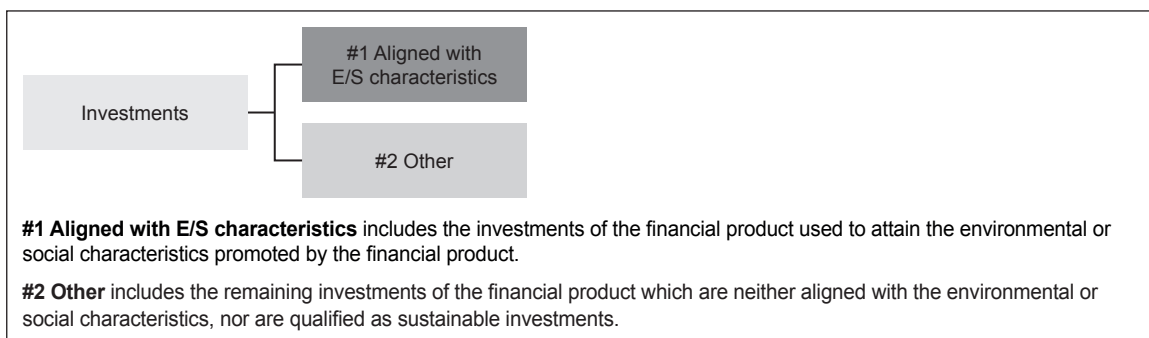 #1 Aligned with
E/S characteristics
Investments
#2 Other
#1 Aligned with E/S characteristics includes the investments of the financial product used to attain the environmental or
social characteristics promoted by the financial product.
#2 Other includes the remaining investments of the financial product which are neither aligned with the environmental or
social characteristics, nor are qualified as sustainable investments.